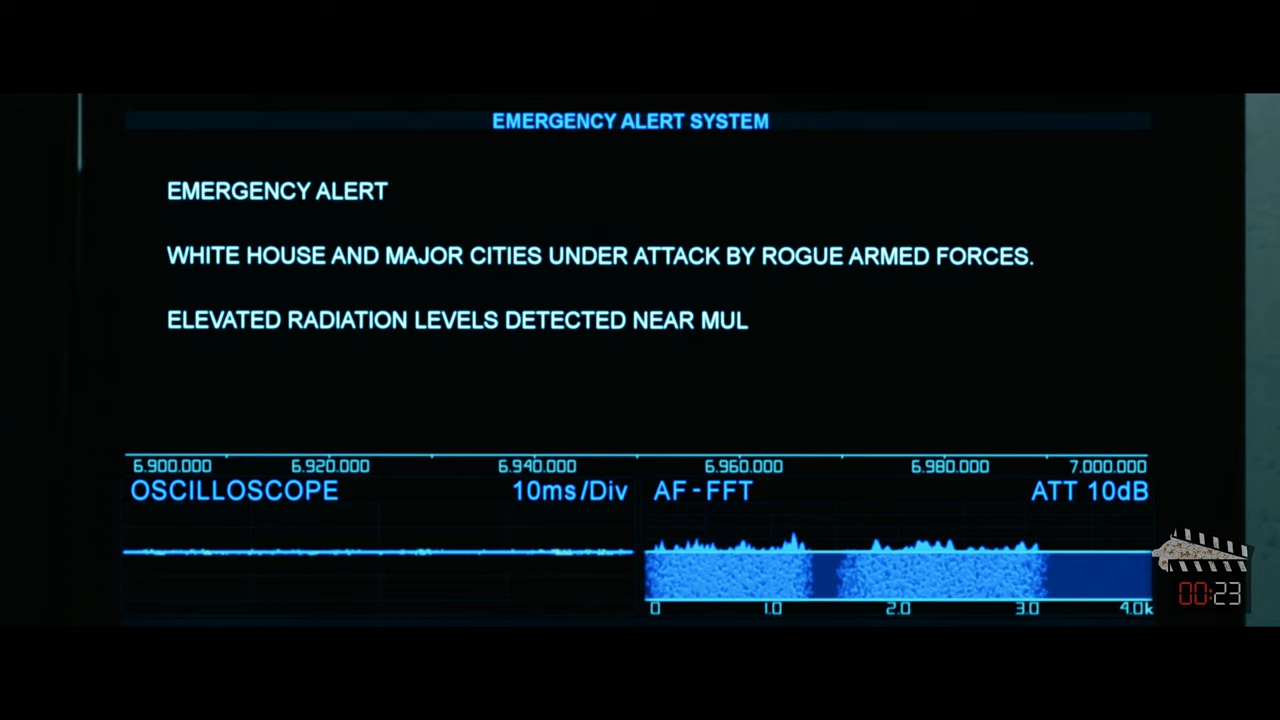 EMERGENCY ALERT SYSTEM
EMERGENCY ALERT
WHITE HOUSE AND MAJOR CITIES UNDER ATTACK BY ROGUE ARMED FORCES.
ELEVATED RADIATION LEVELS DETECTED NEAR MUL
6.900.000 6.920.000 6.940.000 6.960.000 6.980.000 7.000.000
OSCILLOSCOPE 10ms/Div AF-FFT ATT 10dB
00:23
0 1.0 2.0 3.0 4.0k